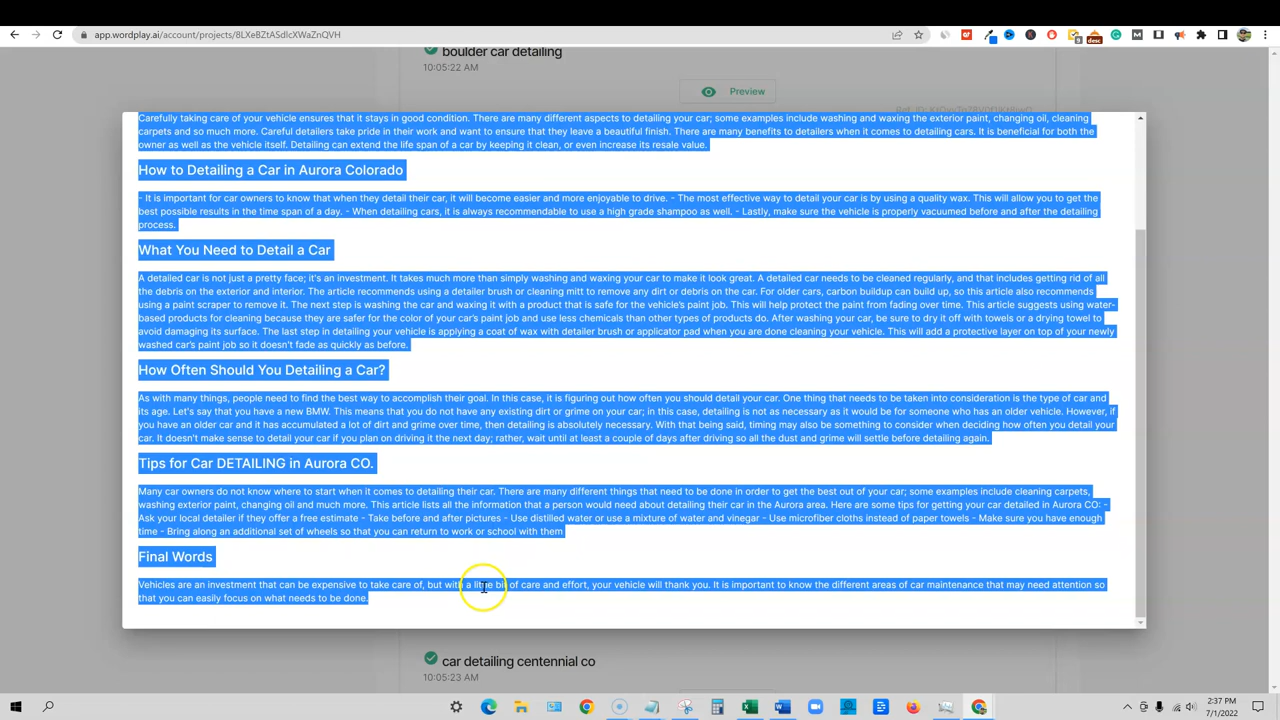 app.wordplay.ai/account/projects/8LXeBZtASdlcXWaZnQVH
boulder car detailing
10:05:22 AM
Preview
Carefully taking care of your vehicle ensures that it stays in good condition. There are many different aspects to detailing your car; some examples include washing and waxing the exterior paint, changing oil, cleaning
carpets and so much more. Careful detailers take pride in their work and want to ensure that they leave a beautiful finish. There are many benefits to detailers when it comes to detailing cars. It is beneficial for both the
owner as well as the vehicle itself. Detailing can extend the life span of a car by keeping it clean, or even increase its resale value.
How to Detailing a Car in Aurora Colorado
- It is important for car owners to know that when they detail their car, it will become easier and more enjoyable to drive. - The most effective way to detail your car is by using a quality wax. This will allow you to get the
best possible results in the time span of a day. - When detailing cars, it is always recommendable to use a high grade shampoo as well. - Lastly, make sure the vehicle is properly vacuumed before and after the detailing
process.
What You Need to Detail a Car
A detailed car is not just a pretty face; it's an investment. It takes much more than simply washing and waxing your car to make it look great. A detailed car needs to be cleaned regularly, and that includes getting rid of all
the debris on the exterior and interior. The article recommends using a detailer brush or cleaning mitt to remove any dirt or debris on the car. For older cars, carbon buildup can build up, so this article also recommends
using a paint scraper to remove it. The next step is washing the car and waxing it with a product that is safe for the vehicle's paint job. This will help protect the paint from fading over time. This article suggests using water-
based products for cleaning because they are safer for the color of your car's paint job and use less chemicals than other types of products do. After washing your car, be sure to dry it off with towels or a drying towel to
avoid damaging its surface. The last step in detailing your vehicle is applying a coat of wax with detailer brush or applicator pad when you are done cleaning your vehicle. This will add a protective layer on top of your newly
washed car's paint job so it doesn't fade as quickly as before.
How Often Should You Detailing a Car?
As with many things, people need to find the best way to accomplish their goal. In this case, it is figuring out how often you should detail your car. One thing that needs to be taken into consideration is the type of car and
its age. Let's say that you have a new BMW. This means that you do not have any existing dirt or grime on your car; in this case, detailing is not as necessary as it would be for someone who has an older vehicle. However, if
you have an older car and it has accumulated a lot of dirt and grime over time, then detailing is absolutely necessary. With that being said, timing may also be something to consider when deciding how often you detail your
car. It doesn't make sense to detail your car if you plan on driving it the next day; rather, wait until at least a couple of days after driving so all the dust and grime will settle before detailing again.
Tips for Car DETAILING in Aurora CO.
Many car owners do not know where to start when it comes to detailing their car. There are many different things that need to be done in order to get the best out of your car; some examples include cleaning carpets,
washing exterior paint, changing oil and much more. This article lists all the information that a person would need about detailing their car in the Aurora area. Here are some tips for getting your car detailed in Aurora CO: -
Ask your local detailer if they offer a free estimate - Take before and after pictures - Use distilled water or use a mixture of water and vinegar - Use microfiber cloths instead of paper towels - Make sure you have enough
time - Bring along an additional set of wheels so that you can return to work or school with them
Final Words
Vehicles are an investment that can be expensive to take care of, but with a little bit of care and effort, your vehicle will thank you. It is important to know the different areas of car maintenance that may need attention so
that you can easily focus on what needs to be done.
car detailing centennial co
10:05:23 AM
2:37 PM
7/1/2022